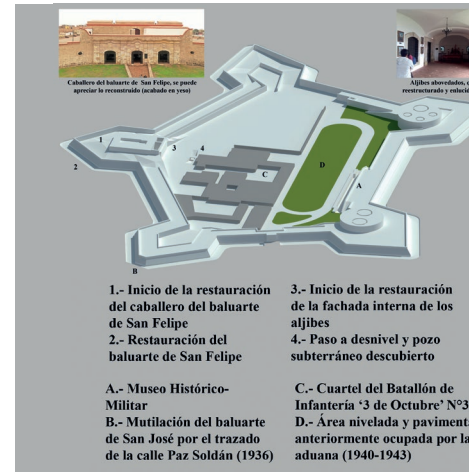 Caballero del baluarte de San Felipe, se puede
apreciar lo reconstruido (acabado en yeso)
Aljibes abovedados,
reestructurado y enlucid
1
2
3
4
C
D
A
B
1.- Inicio de la restauración
del caballero del baluarte
de San Felipe
2.- Restauración del
baluarte de San Felipe
3.- Inicio de la restauración
de la fachada interna de los
aljibes
4.- Paso a desnivel y pozo
subterráneo descubierto
A.- Museo Histórico-
Militar
B.- Mutilación del baluarte
de San José por el trazado
de la calle Paz Soldán (1936)
C.- Cuartel del Batallón de
Infantería ‘3 de Octubre’ N°3
D.- Área nivelada y paviment
anteriormente ocupada por la
aduana (1940-1943)